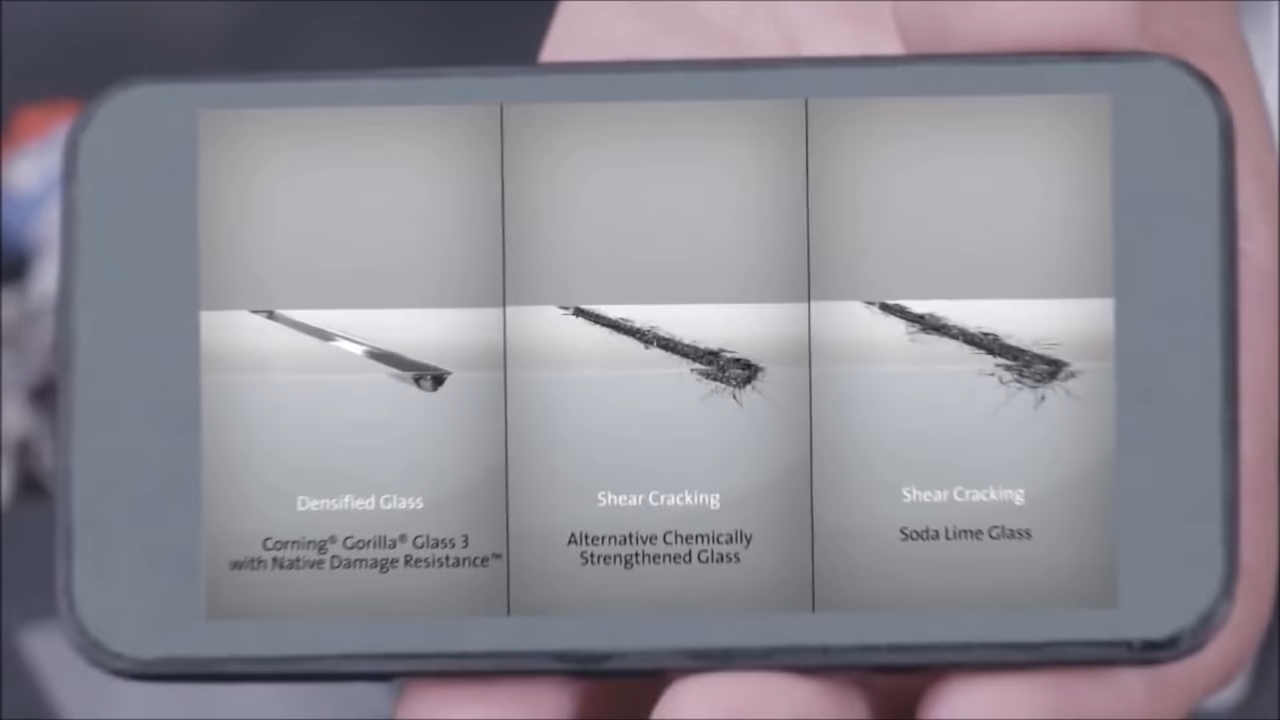 Densified Glass
Corning® Gorilla® Glass 3
with Native Damage Resistance™
Shear Cracking
Alternative Chemically
Strengthened Glass
Shear Cracking
Soda Lime Glass